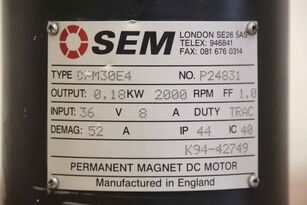 SEM
LONDON SE26 5AS
TELEX: 946841
FAX: 081 676 0314
TYPE DPM30E4 NO. P24831
OUTPUT: 0.18 KW 2000 RPM FF 1.0
INPUT: 36 V 8 A DUTY TRAC
DEMAG: 52 A IP 44 IC 40
K94-42749
PERMANENT MAGNET DC MOTOR
Manufactured in England